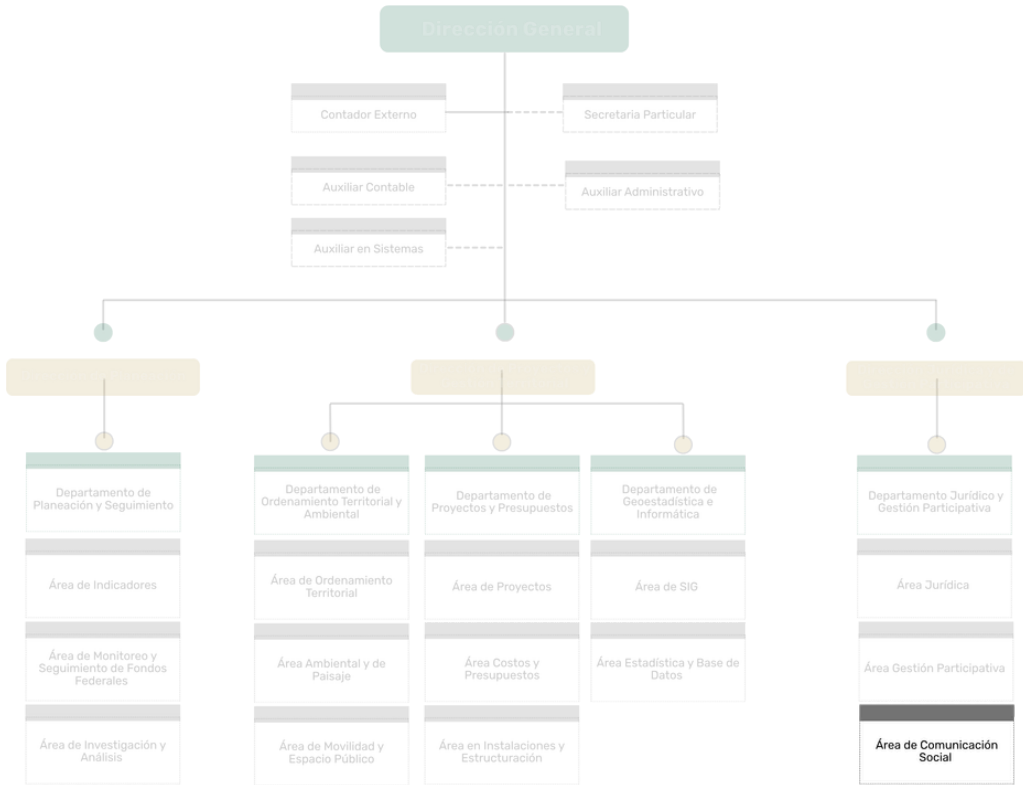 Dirección General
Contador Externo
Secretaria Particular
Auxiliar Contable
Auxiliar Administrativo
Auxiliar en Sistemas
Departamento de
Planeación y Seguimiento
Área de Indicadores
Área de Monitoreo y
Seguimiento de Fondos
Federales
Área de Investigación y
Análisis
Departamento de
Ordenamiento Territorial y
Ambiental
Área de Ordenamiento
Territorial
Área Ambiental y de
Paisaje
Área de Movilidad y
Espacio Público
Departamento de
Proyectos y Presupuestos
Área de Proyectos
Área Costos y
Presupuestos
Área en Instalaciones y
Estructuración
Departamento de
Geoestadística e
Informática
Área de SIG
Área Estadística y Base de
Datos
Departamento Jurídico y
Gestión Participativa
Área Jurídica
Área Gestión Participativa
Área de Comunicación
Social